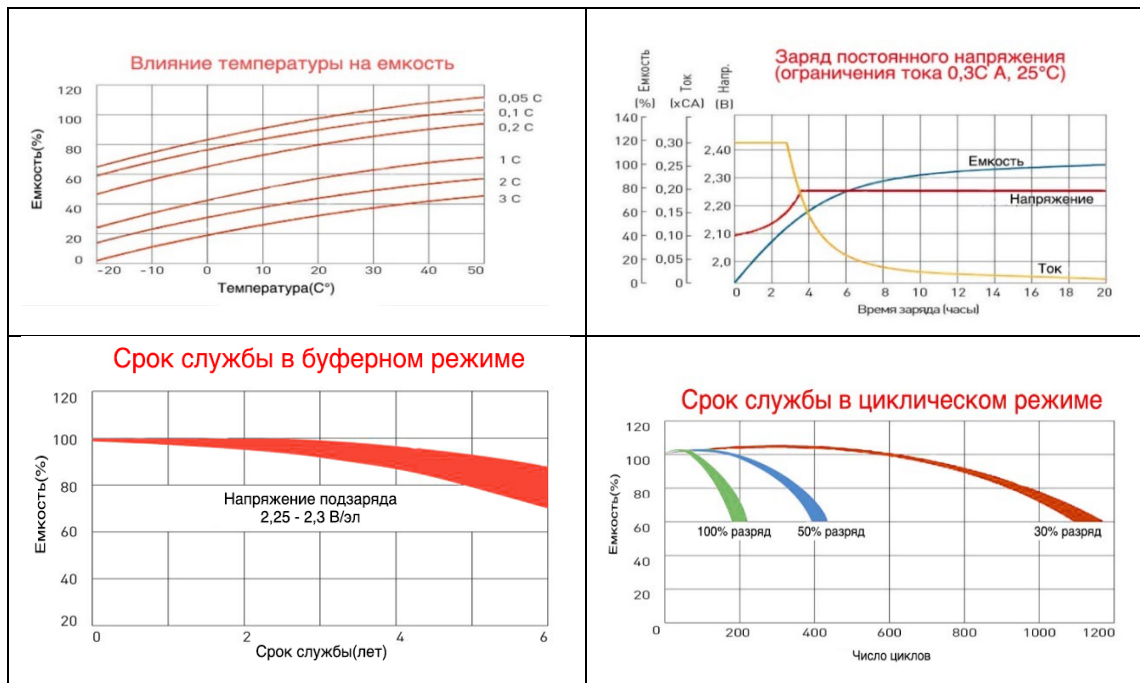 Влияние температуры на емкость
Емкость(%)
120
100
80
60
40
20
0
0,05 C
0,1 C
0,2 C
1 C
2 C
3 C
-20 -10 0 10 20 30 40 50
Температура(С°)
Заряд постоянного напряжения
(ограничения тока 0,3С А, 25°С)
Емкость
Ток
Напр.
(%) (хСА) (В)
140
120 0,30 2,40
100 0,25
80 0,20 2,30
60 0,15 2,20
40 0,10 2,10
20 0,05 2,0
0 0
Емкость
Напряжение
Ток
0 2 4 6 8 10 12 14 16 18 20
Время заряда (часы)
Срок службы в буферном режиме
Емкость(%)
120
100
80
60
40
20
Напряжение подзаряда
2,25 - 2,3 В/эл
0 2 4 6
Срок службы(лет)
Срок службы в циклическом режиме
Емкость(%)
120
100
80
60
40
20
0
100% разряд 50% разряд 30% разряд
200 400 600 800 1000 1200
Число циклов